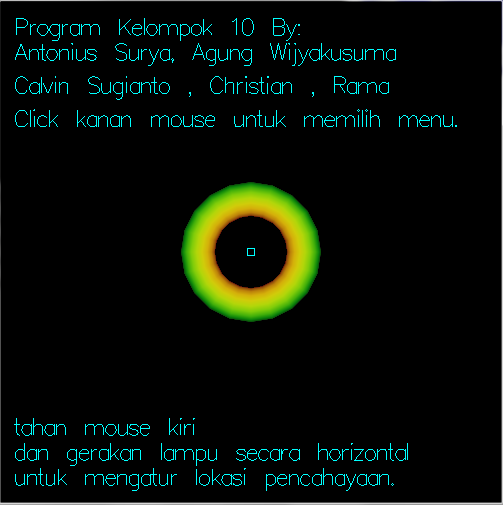 Program Kelompok 10 By:
Antonius Surya, Agung Wijyakusuma
Calvin Sugianto , Christian , Rama
Click kanan mouse untuk memilih menu.
tahan mouse kiri
dan gerakan lampu secara horizontal
untuk mengatur lokasi pencahayaan.